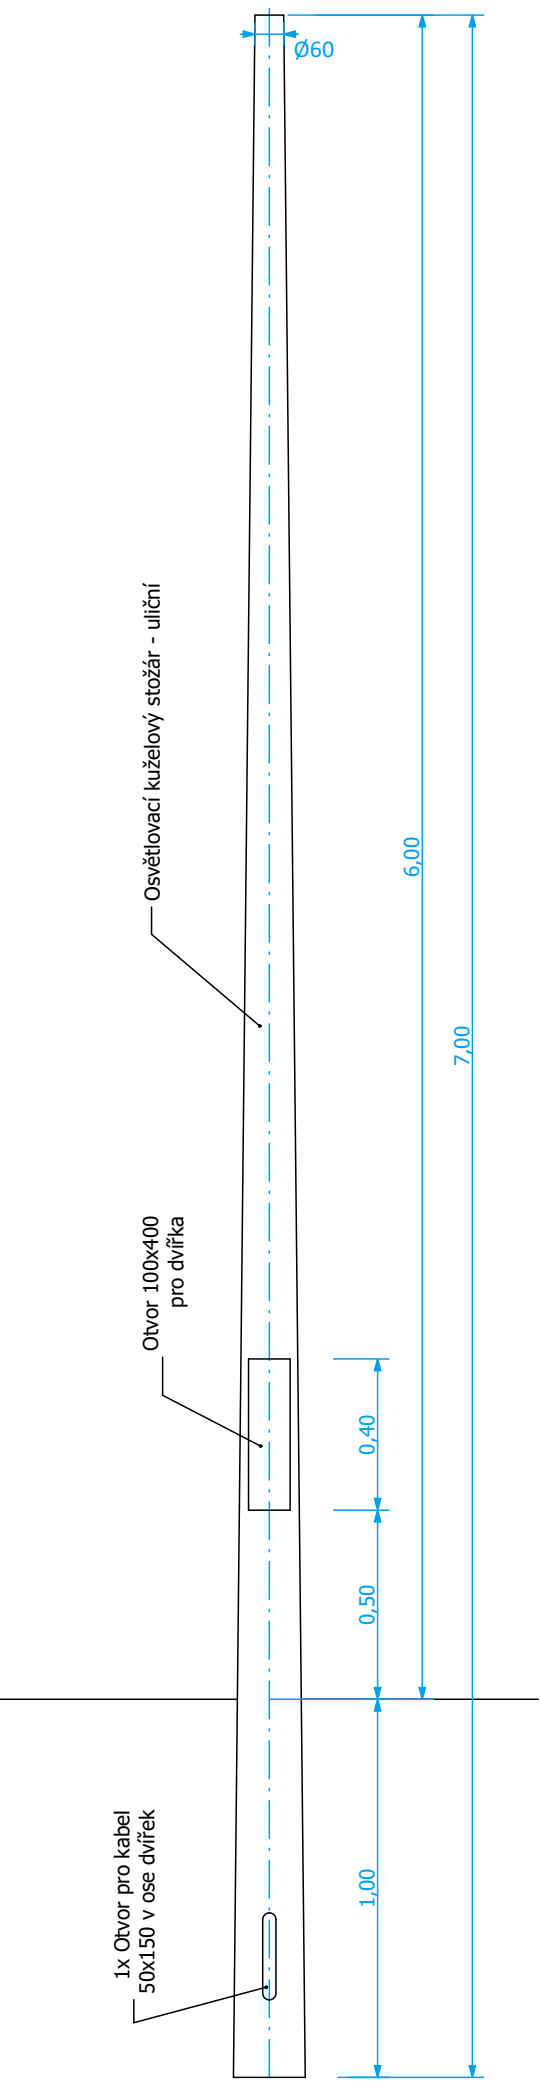 Ø60
Osvětlovací kuželový stožár - uliční
6,00
7,00
Otvor 100x400
pro dvířka
0,40
0,50
1x Otvor pro kabel
50x150 v ose dvířek
1,00